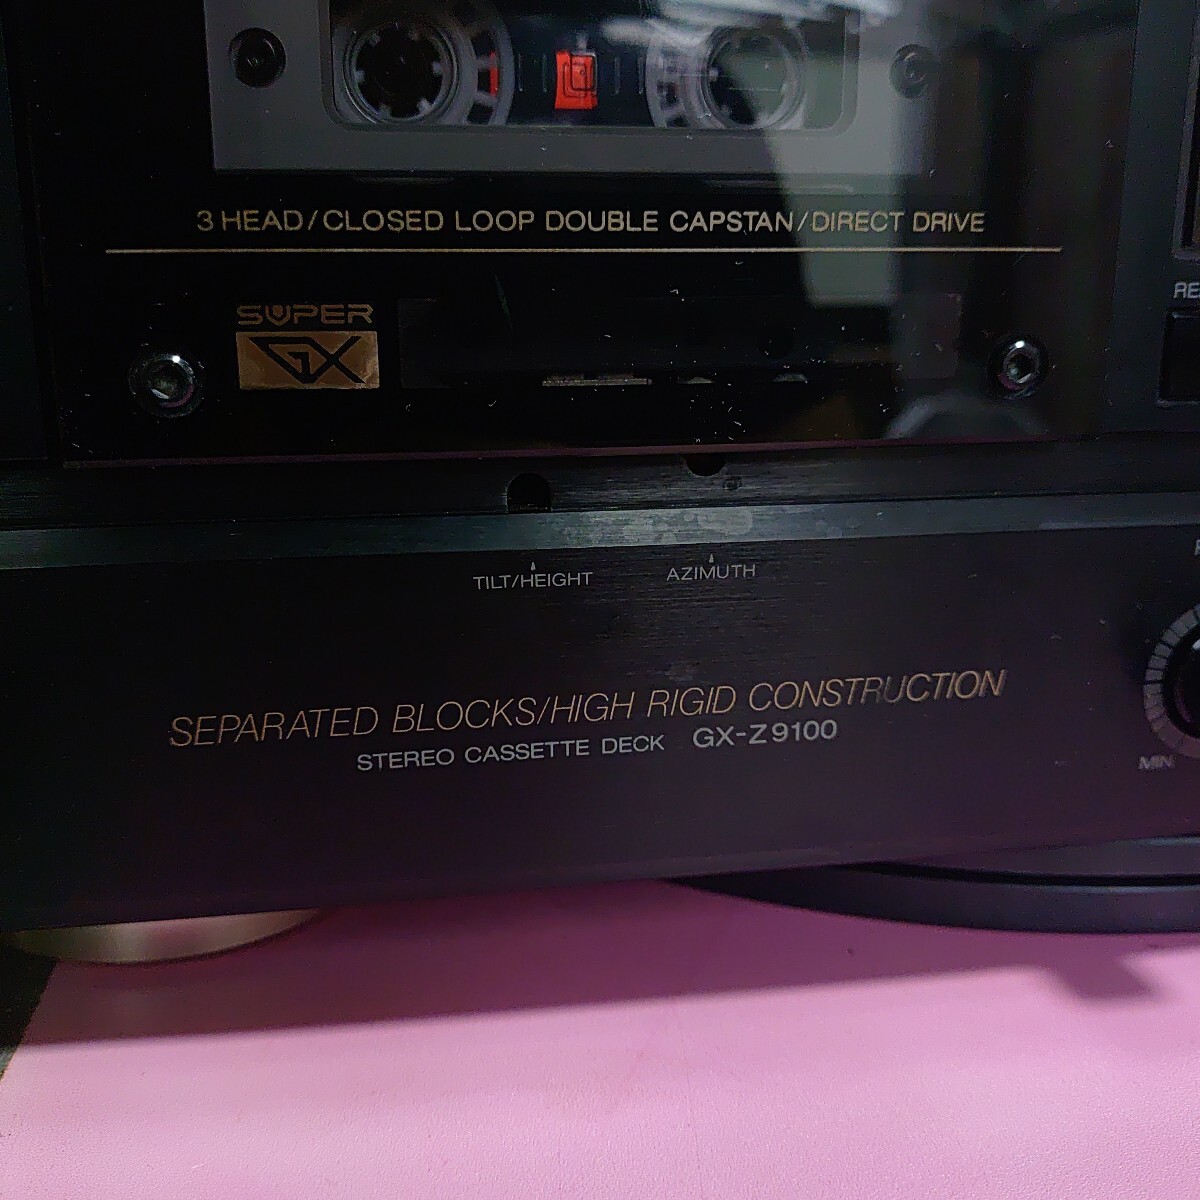 3 HEAD/CLOSED LOOP DOUBLE CAPSTAN/DIRECT DRIVE
SUPER
GX
TILT/HEIGHT
AZIMUTH
SEPARATED BLOCKS/HIGH RIGID CONSTRUCTION
STEREO CASSETTE DECK GX-Z9100
MIN